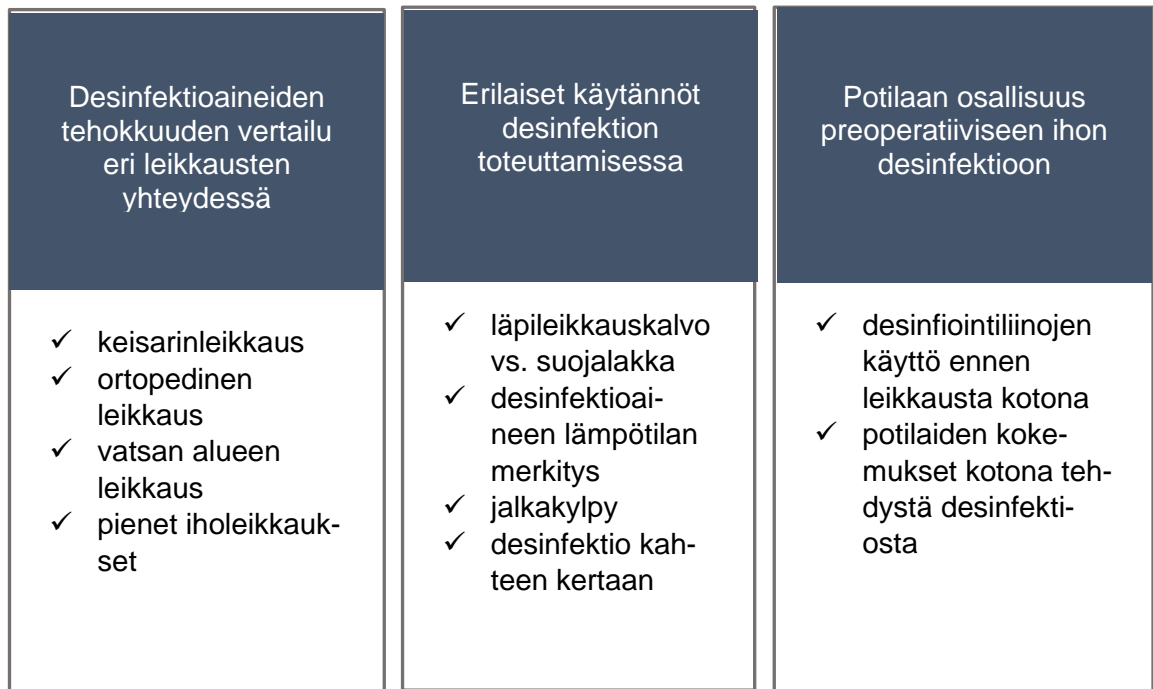 Desinfektioaineiden
tehokkuuden vertailu
eri leikkausten
yhteydessä
✓ keisarinleikkaus
✓ ortopedinen
leikkaus
✓ vatsan alueen
leikkaus
✓ pienet iholeikkauk-
set
Erilaiset käytännöt
desinfektion
toteuttamisessa
✓ läpileikkauskalvo
vs. suojalakka
✓ desinfektioai-
neen lämpötilan
merkitys
✓ jalkakylpy
✓ desinfektio kah-
teen kertaan
Potilaan osallisuus
preoperatiiviseen ihon
desinfektioon
✓ desinfiointiliinojen
käyttö ennen
leikkausta kotona
✓ potilaiden koke-
mukset kotona teh-
dystä desinfekti-
osta